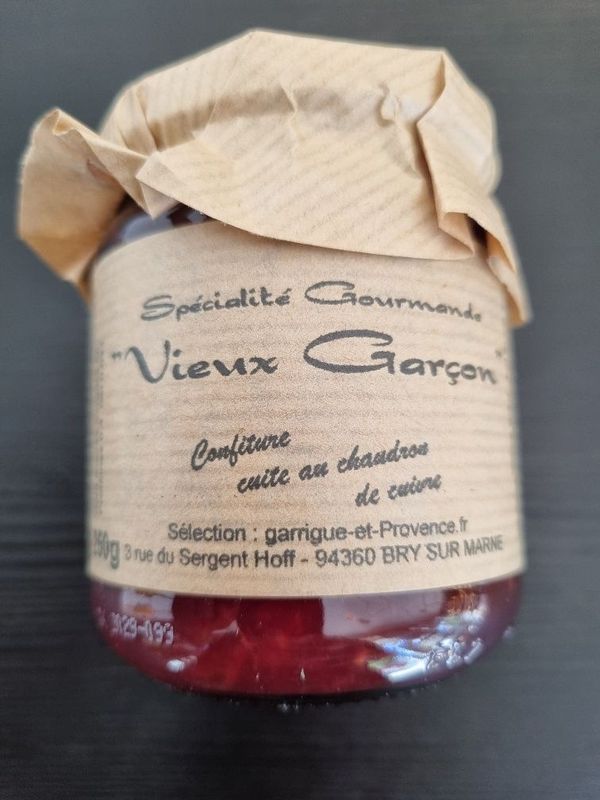 Spécialité Gourmande
"Vieux Garçon"
Confiture
cuite au chaudron
de cuivre
Sélection : garrigue-et-Provence.fr
3 rue du Sergent Hoff - 94360 BRY SUR MARNE